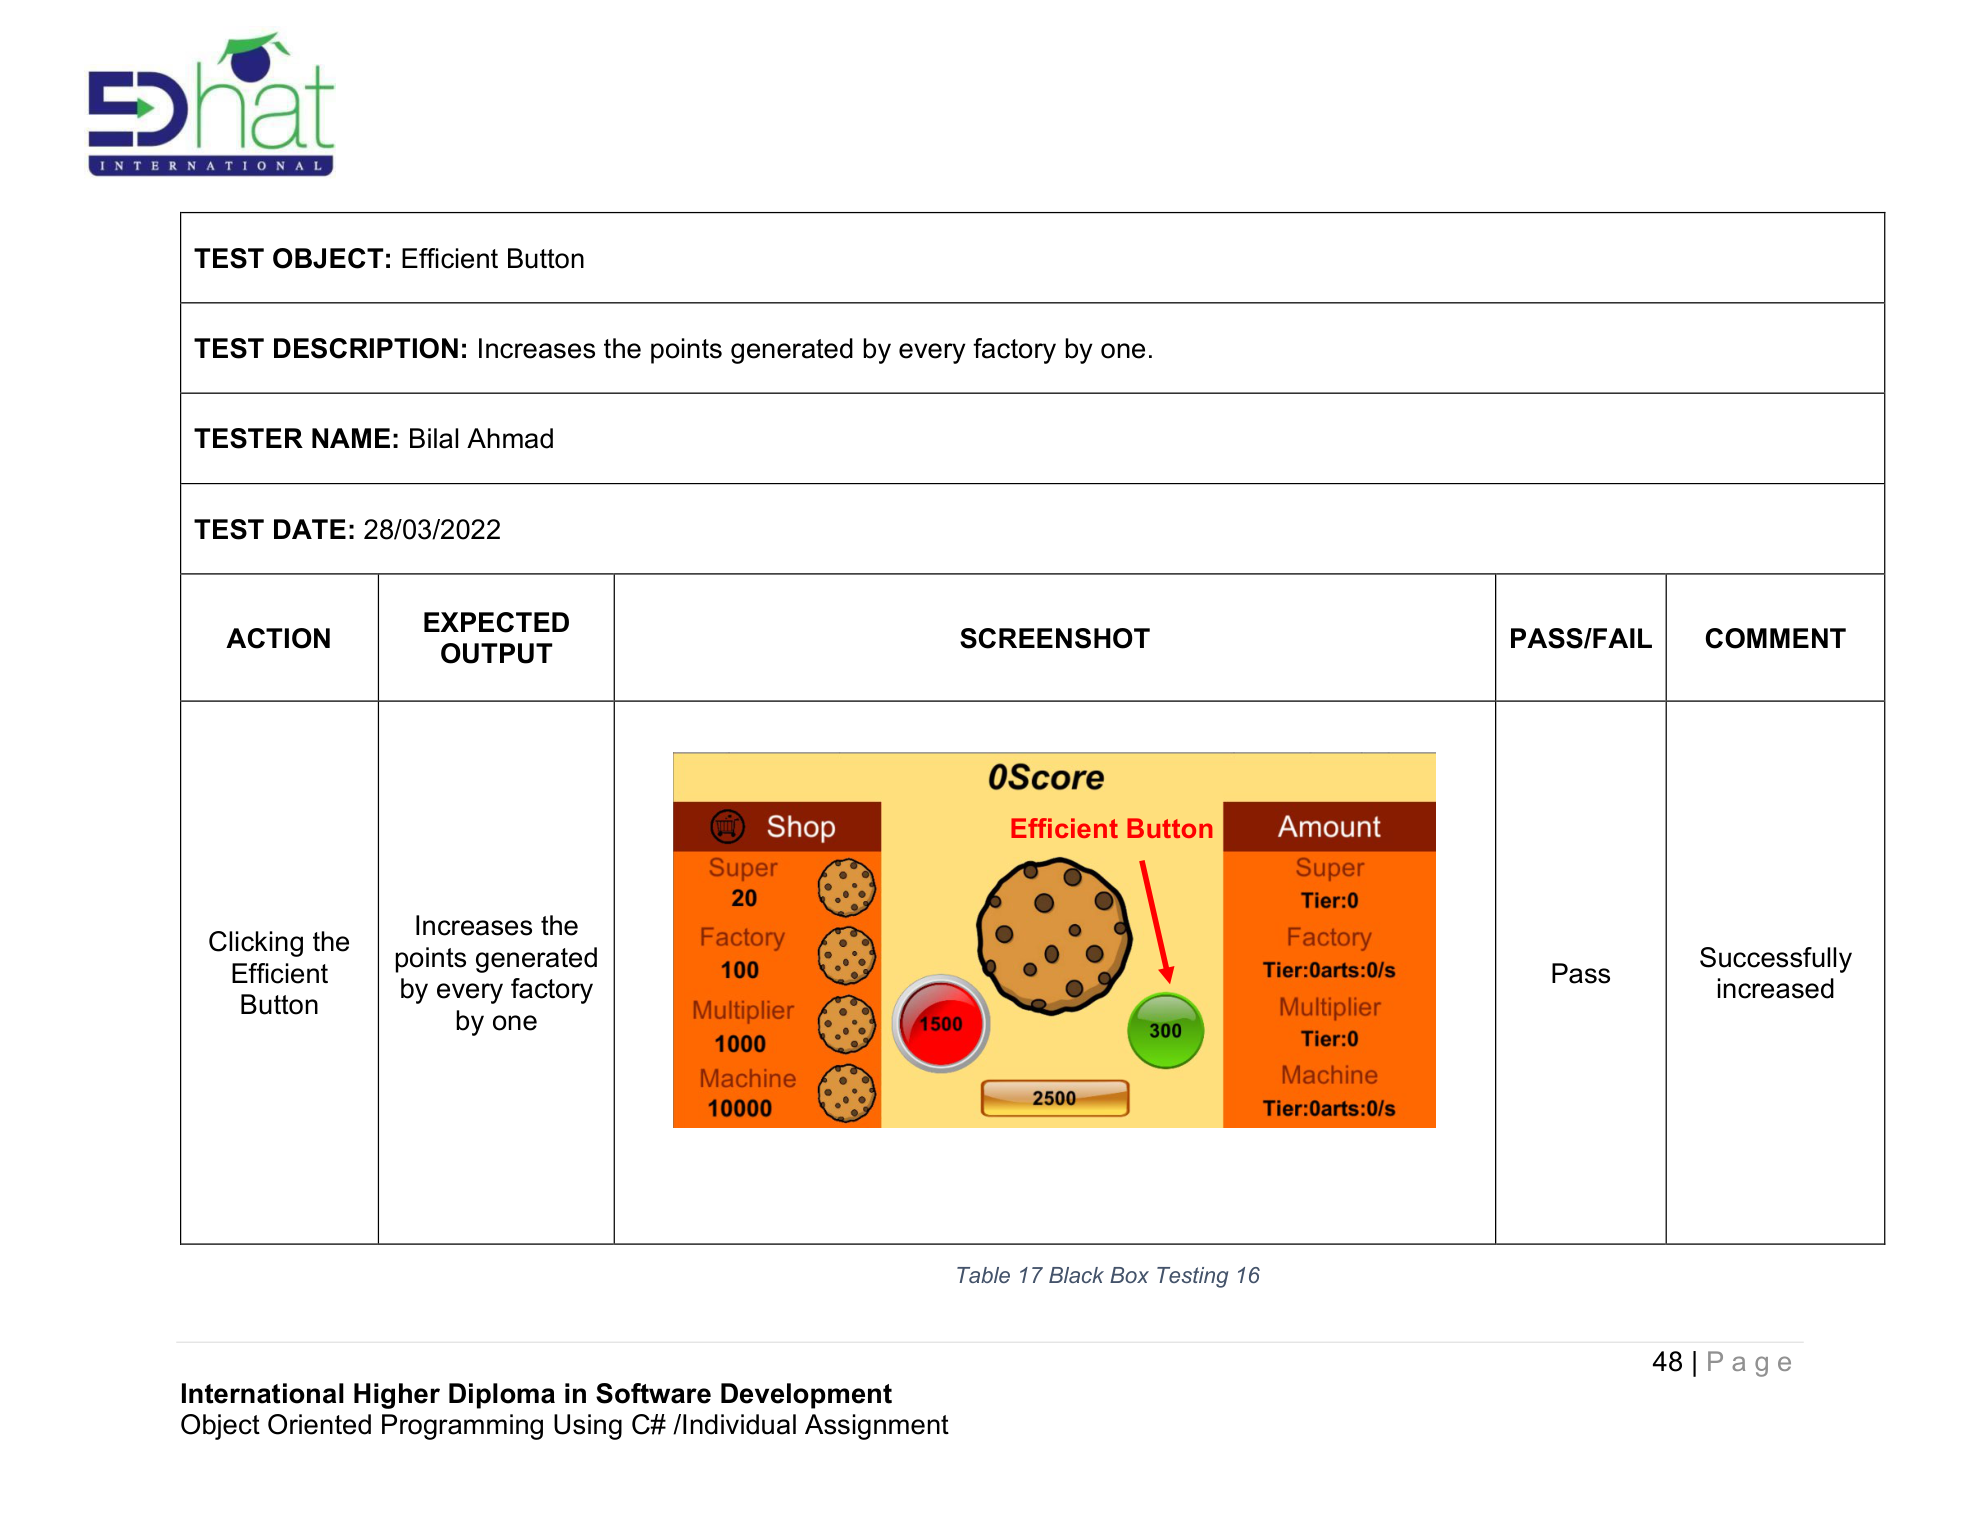 EDhat
INTERNATIONAL
TEST OBJECT: Efficient Button
TEST DESCRIPTION: Increases the points generated by every factory by one.
TESTER NAME: Bilal Ahmad
TEST DATE: 28/03/2022
ACTION
EXPECTED
OUTPUT
SCREENSHOT
PASS/FAIL
COMMENT
Clicking the
Efficient
Button
Increases the
points generated
by every factory
by one
0Score
Shop
Super
20
Factory
100
Multiplier
1000
Machine
10000
Efficient Button
1500
300
2500
Amount
Super
Tier:0
Factory
Tier:0arts:0/s
Multiplier
Tier:0
Machine
Tier:0arts:0/s
Pass
Successfully
increased
Table 17 Black Box Testing 16
48 | Page
International Higher Diploma in Software Development
Object Oriented Programming Using C# /Individual Assignment